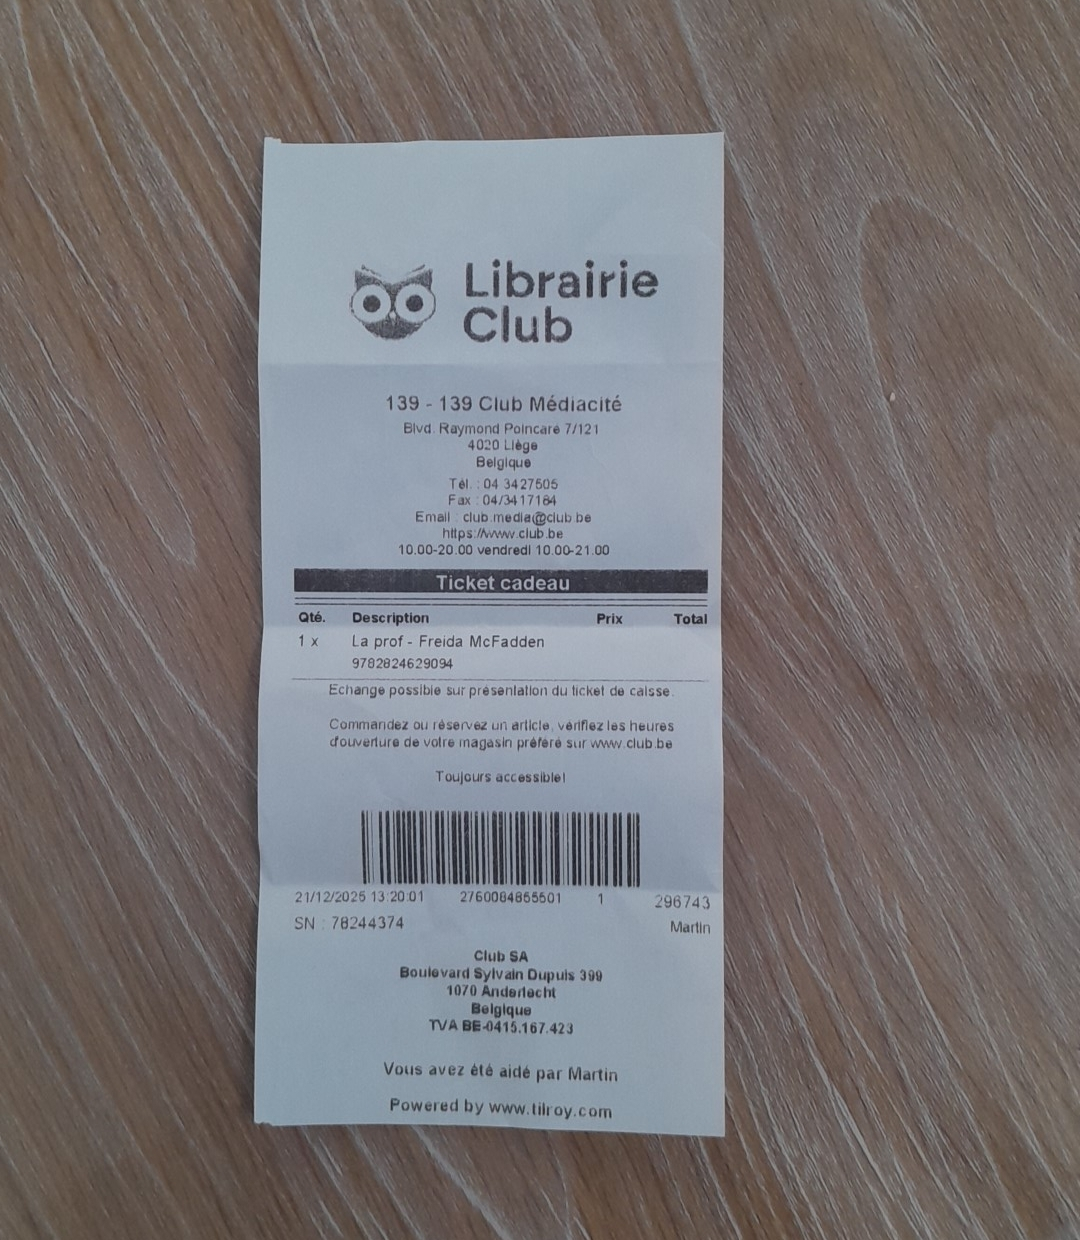 Librairie
Club
139 - 139 Club Médiacité
Blvd. Raymond Poincaré 7/121
4020 Liège
Belgique
Tél. : 04 3427505
Fax : 04/3417164
Email : club.media@club.be
https://www.club.be
10.00-20.00 vendredi 10.00-21.00
Ticket cadeau
Qté. Description Prix Total
1 x La prof - Freida McFadden
9782824629094
Echange possible sur présentation du ticket de caisse.
Commandez ou réservez un article, vérifiez les heures
d'ouverture de votre magasin préféré sur www.club.be
Toujours accessible!
21/12/2025 13:20:01 2760084855501 1 296743
SN : 78244374 Martin
Club SA
Boulevard Sylvain Dupuis 399
1070 Anderlecht
Belgique
TVA BE-0415.167.423
Vous avez été aidé par Martin
Powered by www.tilroy.com